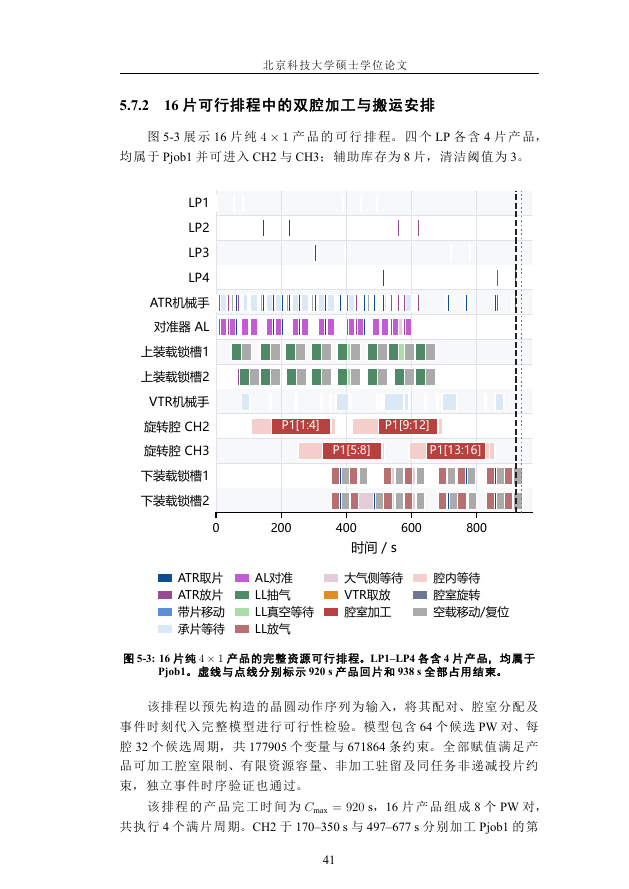 北京科技大学硕士学位论文
5.7.2 16 片可行排程中的双腔加工与搬运安排
图 5-3 展示 16 片纯 4 × 1 产品的可行排程。四个 LP 各含 4 片产品，
均属于 Pjob1 并可进入 CH2 与 CH3；辅助库存为 8 片，清洁阈值为 3。
LP1
LP2
LP3
LP4
ATR机械手
对准器 AL
上装载锁槽1
上装载锁槽2
VTR机械手
旋转腔 CH2 P1[1:4] P1[9:12]
旋转腔 CH3 P1[5:8] P1[13:16]
下装载锁槽1
下装载锁槽2
0 200 400 600 800
时间 / s
ATR取片 AL对准 大气侧等待 腔内等待
ATR放片 LL抽气 VTR取放 腔室旋转
带片移动 LL真空等待 腔室加工 空载移动/复位
承片等待 LL放气
图 5-3: 16 片纯 4 × 1 产品的完整资源可行排程。LP1–LP4 各含 4 片产品，均属于
Pjob1。虚线与点线分别标示 920 s 产品回片和 938 s 全部占用结束。
该排程以预先构造的晶圆动作序列为输入，将其配对、腔室分配及
事件时刻代入完整模型进行可行性检验。模型包含 64 个候选 PW 对、每
腔 32 个候选周期，共 177905 个变量与 671864 条约束。全部赋值满足产
品可加工腔室限制、有限资源容量、非加工驻留及同任务非递减投片约
束，独立事件时序验证也通过。
该排程的产品完工时间为 Cmax = 920 s，16 片产品组成 8 个 PW 对，
共执行 4 个满片周期。CH2 于 170–350 s 与 497–677 s 分别加工 Pjob1 的第
41